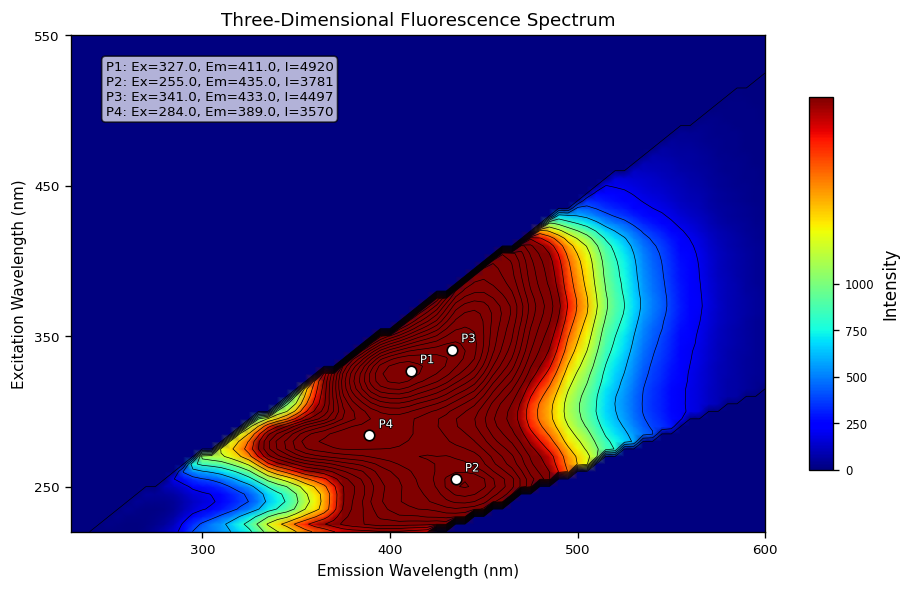 Three-Dimensional Fluorescence Spectrum
550
P1: Ex=327.0, Em=411.0, I=4920
P2: Ex=255.0, Em=435.0, I=3781
P3: Ex=341.0, Em=433.0, I=4497
P4: Ex=284.0, Em=389.0, I=3570
450
350
250
Excitation Wavelength (nm)
P3
P1
P4
P2
300
400
500
600
Emission Wavelength (nm)
1000
750
500
250
0
Intensity